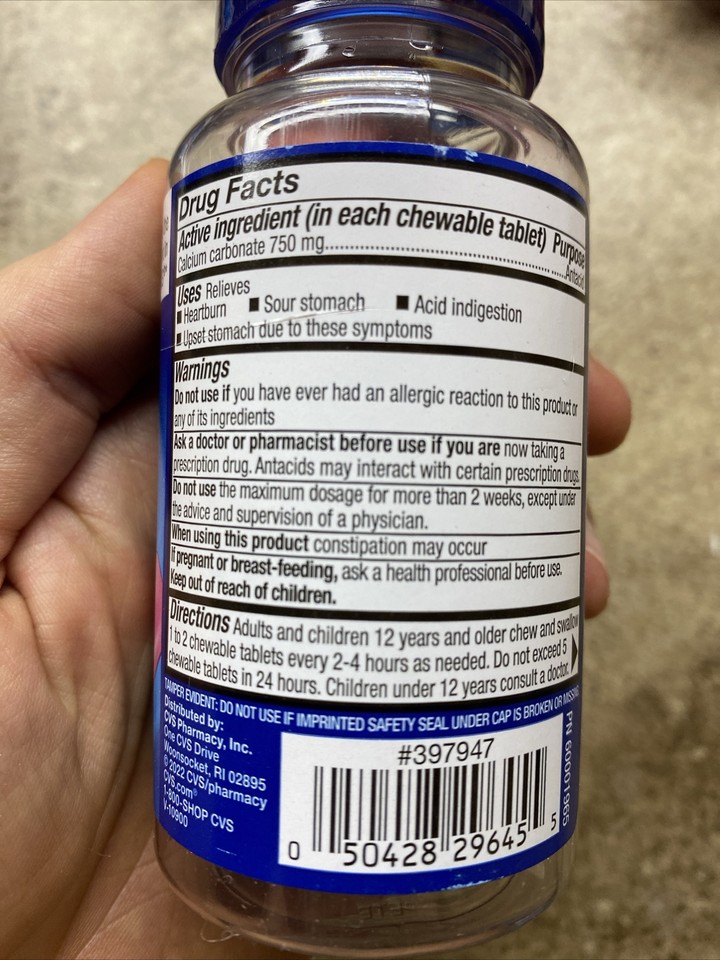 Drug Facts
Active ingredient (in each chewable tablet) Purpose
Calcium carbonate 750 mg..............................................Antacid
Uses Relieves
■ Heartburn ■ Sour stomach ■ Acid indigestion
■ Upset stomach due to these symptoms
Warnings
Do not use if you have ever had an allergic reaction to this product or
any of its ingredients
Ask a doctor or pharmacist before use if you are now taking a
prescription drug. Antacids may interact with certain prescription drugs.
Do not use the maximum dosage for more than 2 weeks, except under
the advice and supervision of a physician.
When using this product constipation may occur
If pregnant or breast-feeding, ask a health professional before use.
Keep out of reach of children.
Directions Adults and children 12 years and older chew and swallow
1 to 2 chewable tablets every 2-4 hours as needed. Do not exceed 5
chewable tablets in 24 hours. Children under 12 years consult a doctor.
TAMPER EVIDENT: DO NOT USE IF IMPRINTED SAFETY SEAL UNDER CAP IS BROKEN OR MISSING
Distributed by:
CVS Pharmacy, Inc.
One CVS Drive
Woonsocket, RI 02895
© 2022 CVS/pharmacy
CVS.com®
1-800-SHOP CVS
V-10900
#397947
0 50428 29645 5
PN 60001965